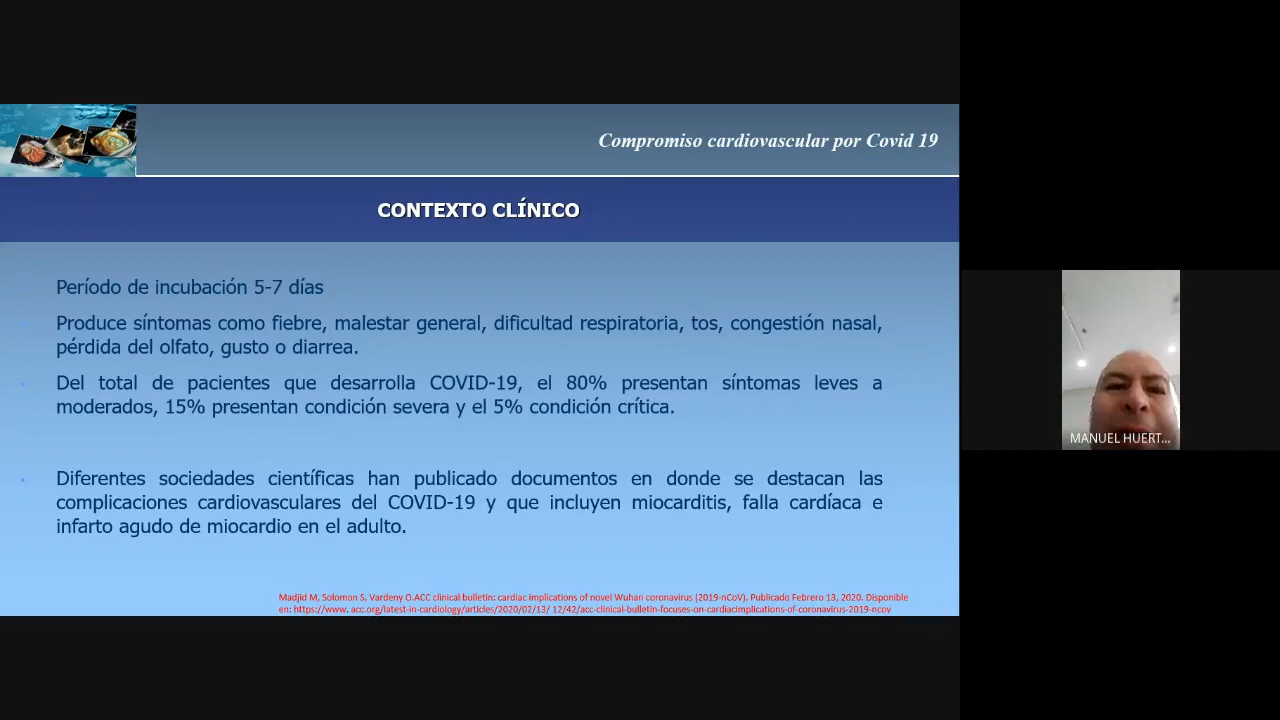 Compromiso cardiovascular por Covid 19
CONTEXTO CLÍNICO
Período de incubación 5-7 días
Produce síntomas como fiebre, malestar general, dificultad respiratoria, tos, congestión nasal,
pérdida del olfato, gusto o diarrea.
Del total de pacientes que desarrolla COVID-19, el 80% presentan síntomas leves a
moderados, 15% presentan condición severa y el 5% condición crítica.
Diferentes sociedades científicas han publicado documentos en donde se destacan las
complicaciones cardiovasculares del COVID-19 y que incluyen miocarditis, falla cardíaca e
infarto agudo de miocardio en el adulto.
Madjid M, Solomon S, Vardeny O.ACC clinical bulletin: cardiac implications of novel Wuhan coronavirus (2019-nCoV). Publicado Febrero 13, 2020. Disponible
en: https://www. acc.org/latest-in-cardiology/articles/2020/02/13/ 12/42/acc-clinical-bulletin-focuses-on-cardiacimplications-of-coronavirus-2019-ncov
MANUEL HUERT...